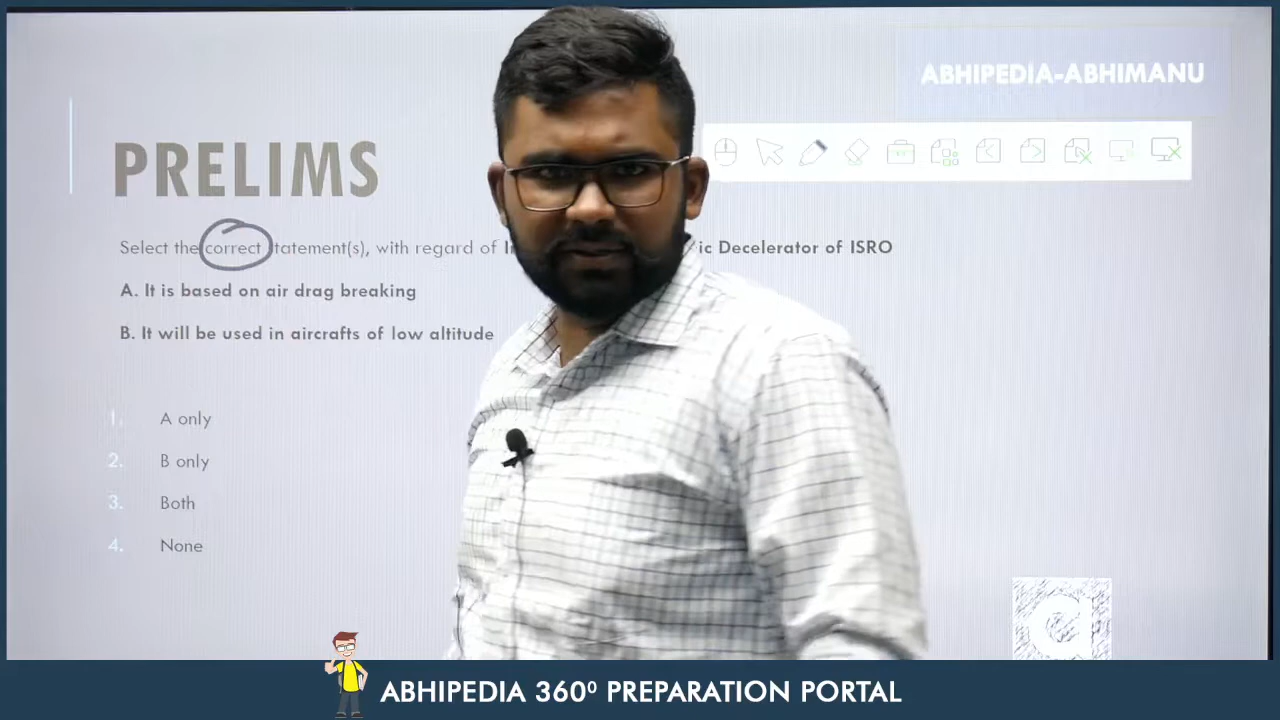 ABHIPEDIA-ABHIMANU
PRELIMS
Select the correct statement(s), with regard of ic Decelerator of ISRO
A. It is based on air drag breaking
B. It will be used in aircrafts of low altitude
1. A only
2. B only
3. Both
4. None
a
ABHIPEDIA 360⁰ PREPARATION PORTAL